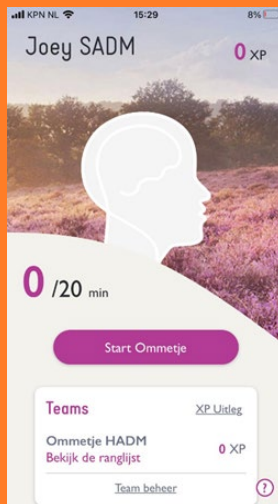 KPN NL 15:29 8%
Joey SADM 0 XP
0 /20 min
Start Ommetje
Teams XP Uitleg
Ommetje HADM
Bekijk de ranglijst 0 XP
Team beheer ?